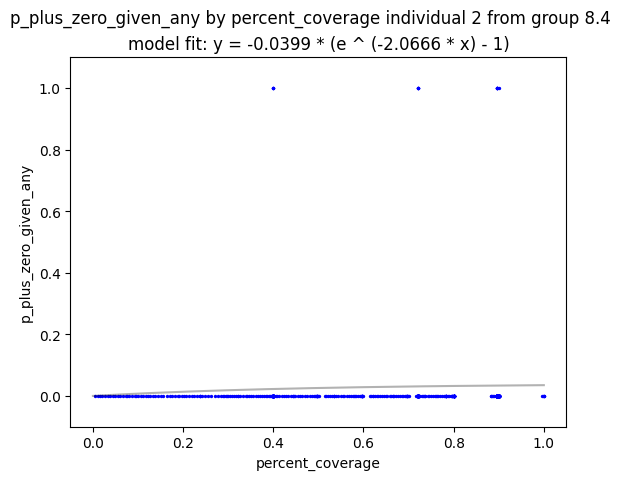 p_plus_zero_given_any by percent_coverage individual 2 from group 8.4
model fit: y = -0.0399 * (e ^ (-2.0666 * x) - 1)
1.0
0.8
0.6
0.4
0.2
0.0
p_plus_zero_given_any
0.0 0.2 0.4 0.6 0.8 1.0
percent_coverage